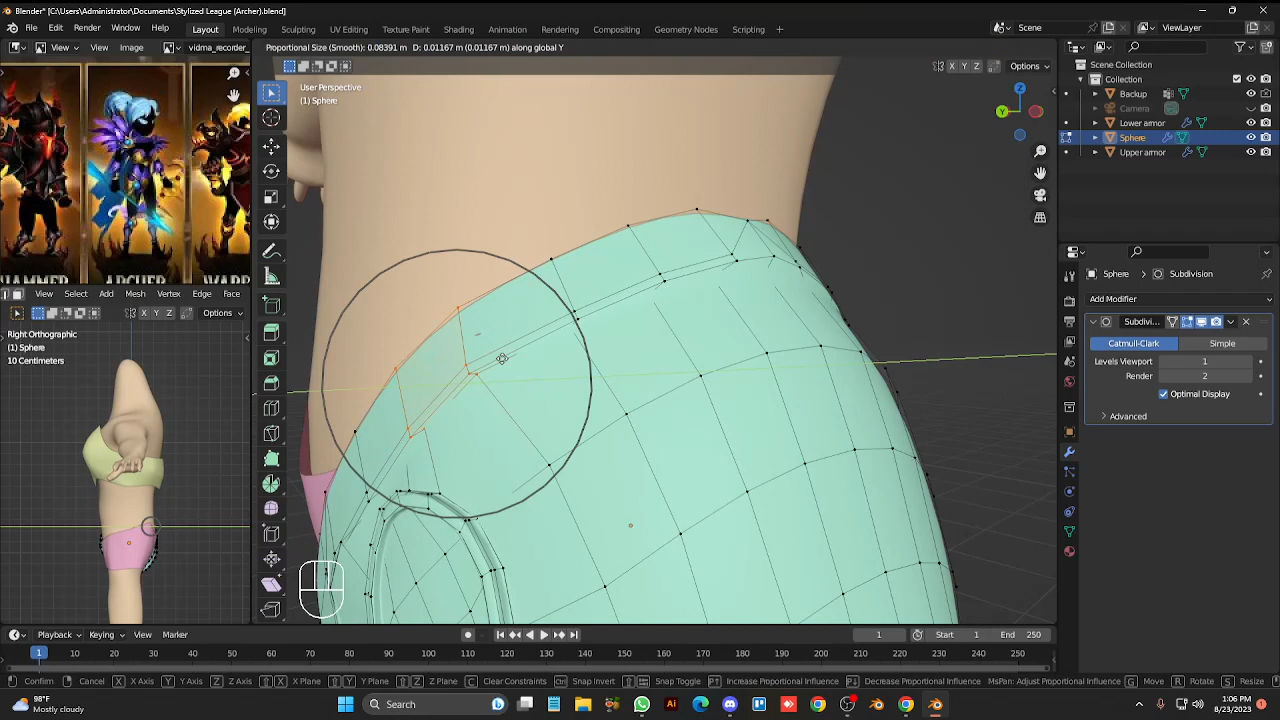 Blender* [C:\Users\Administrator\Documents\Stylized League (Archer).blend]
File Edit Render Window Help
Layout Modeling Sculpting UV Editing Texture Paint Shading Animation Rendering Compositing Geometry Nodes Scripting +
Scene
ViewLayer
View View Image vidma_recorder_
Proportional Size (Smooth): 0.08391 m D: 0.01167 m (0.01167 m) along global Y
X Y Z Options
User Perspective
(1) Sphere
Z
Y
Scene Collection
Collection
Backup
Camera
Lower armor
Sphere
Upper armor
HAMMER ARCHER WARR
View Select Add Mesh Vertex Edge Face
X Y Z Options
Right Orthographic
(1) Sphere
10 Centimeters
Sphere > Subdivision
Add Modifier
Subdivi...
Catmull-Clark Simple
Levels Viewport 1
Render 2
Optimal Display
Advanced
Playback Keying View Marker
1 Start 1 End 250
1 10 20 30 40 50 60 70 80 90 100 110 120 130 140 150 160 170 180 190 200 210 220 230 240 250
Confirm Cancel X X Axis Y Y Axis Z Z Axis X X Plane Y Y Plane Z Z Plane C Clear Constraints Ctrl Snap Invert Snap Toggle Increase Proportional Influence Decrease Proportional Influence MsPan: Adjust Proportional Influence G Move R Rotate S Resize
98°F
Mostly cloudy
Search
1:06 PM
8/23/2023